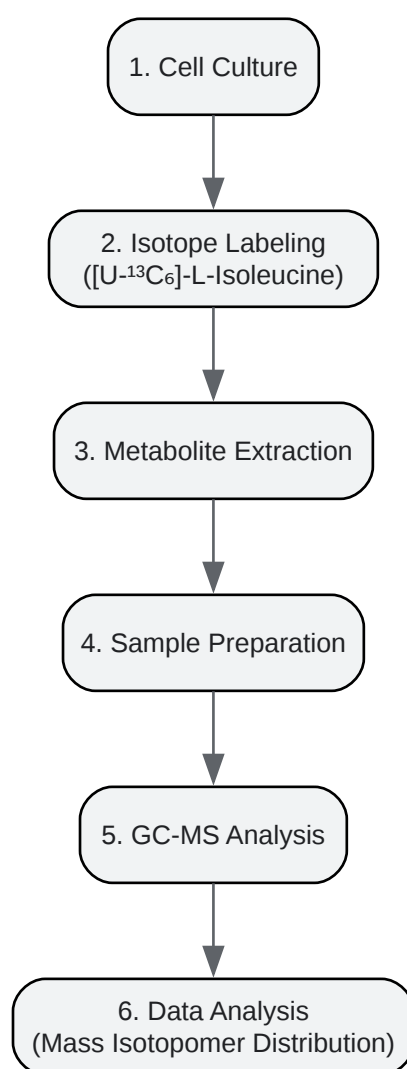 1. Cell Culture
2. Isotope Labeling
([U-¹³C₆]-L-Isoleucine)
3. Metabolite Extraction
4. Sample Preparation
5. GC-MS Analysis
6. Data Analysis
(Mass Isotopomer Distribution)